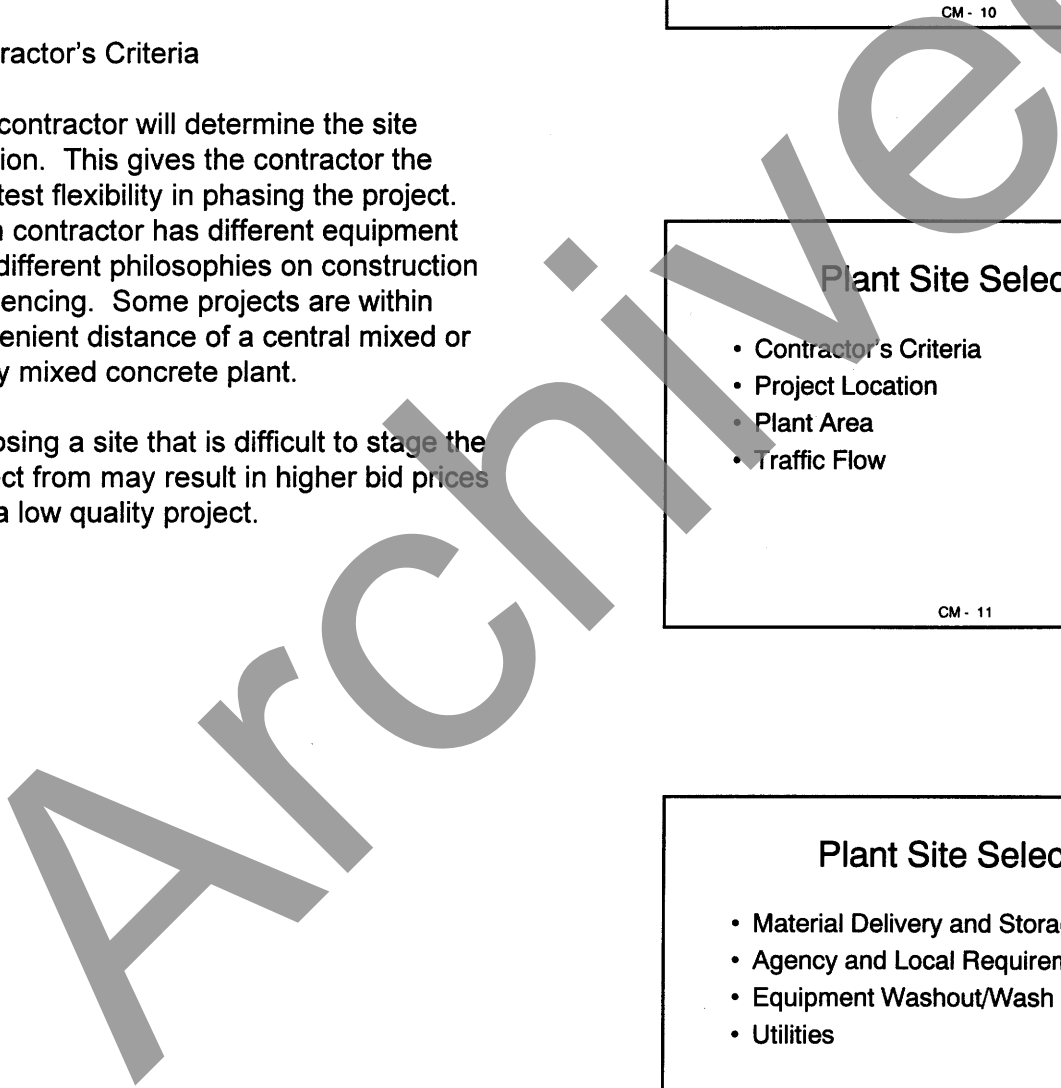 CM - 10
ractor's Criteria
contractor will determine the site
ion. This gives the contractor the
test flexibility in phasing the project.
contractor has different equipment
different philosophies on construction
encing. Some projects are within
enient distance of a central mixed or
y mixed concrete plant.
osing a site that is difficult to stage the
ct from may result in higher bid prices
a low quality project.
Plant Site Selec
• Contractor's Criteria
• Project Location
• Plant Area
• Traffic Flow
CM - 11
Plant Site Selec
• Material Delivery and Stora
• Agency and Local Requirem
• Equipment Washout/Wash
• Utilities
Archive